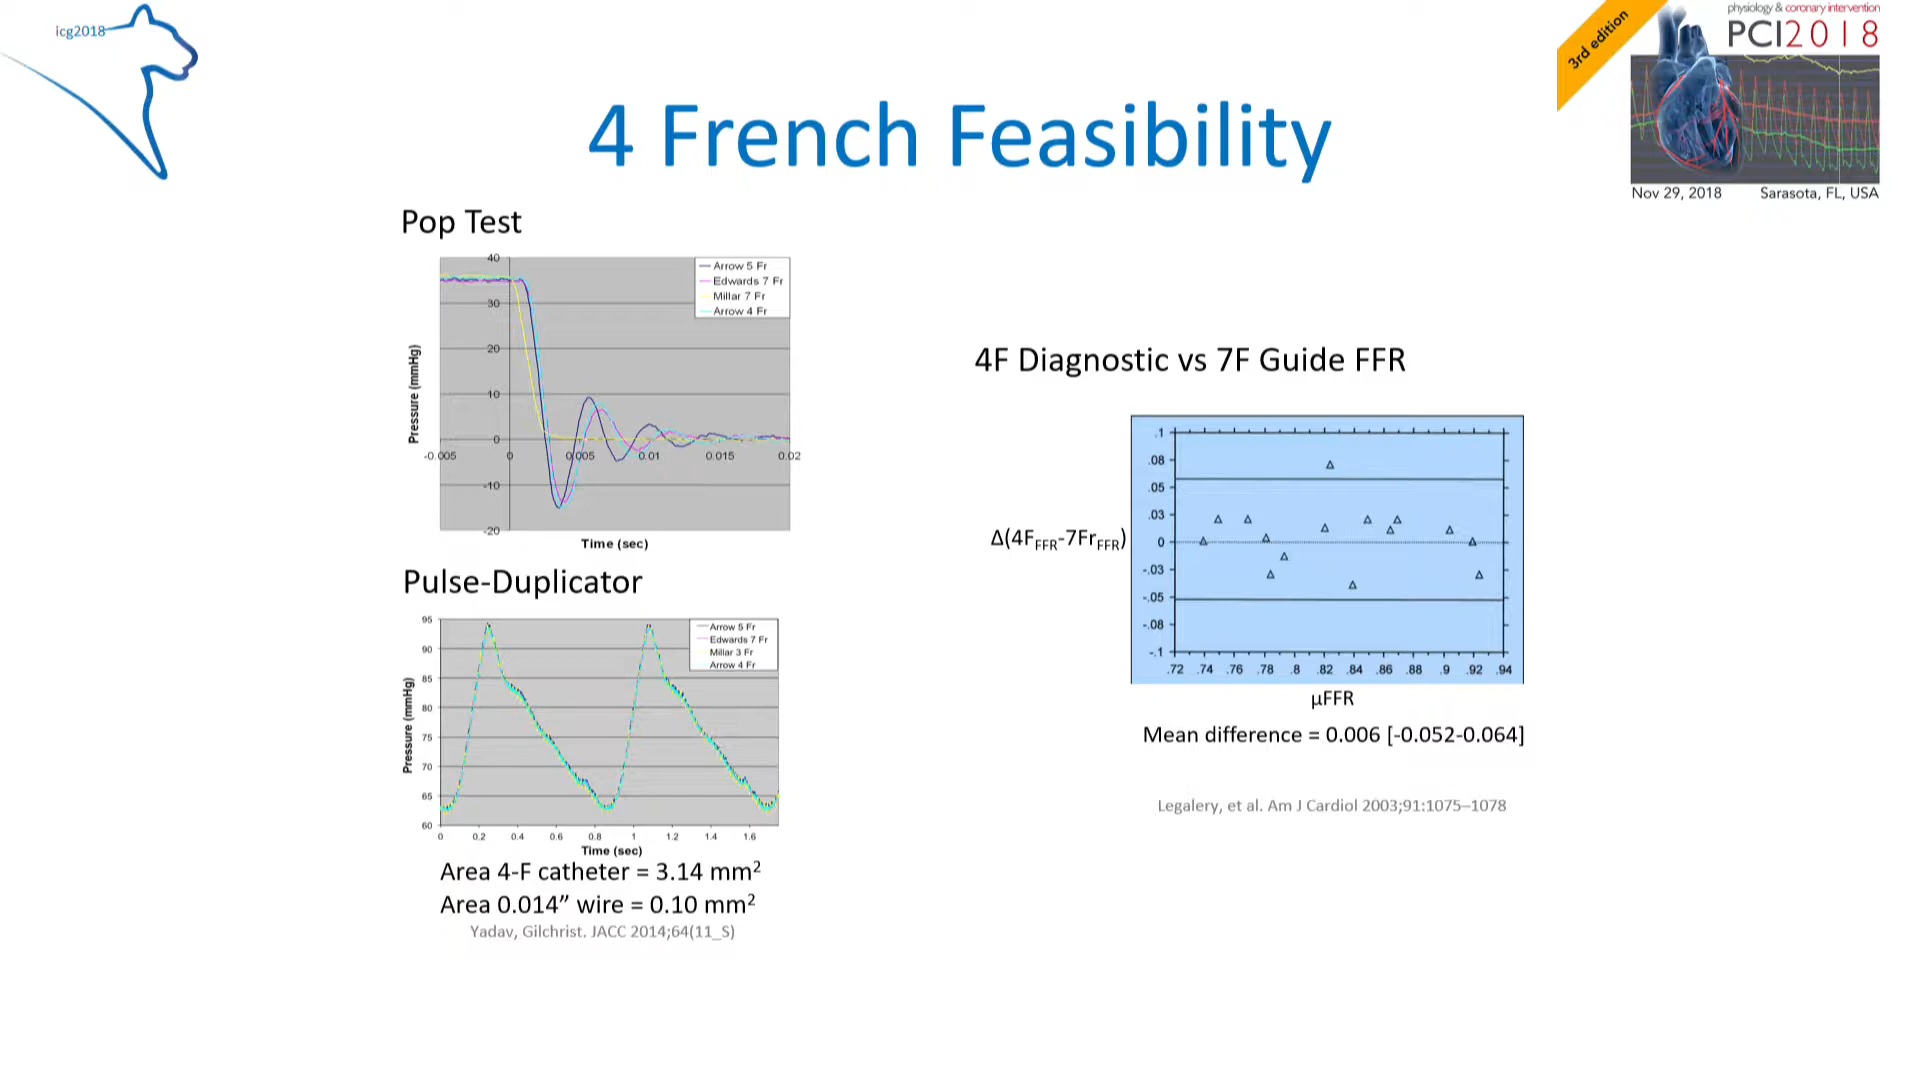 icg2018
3rd edition
physiology & coronary intervention
PCI2018
Nov 29, 2018 Sarasota, FL, USA
4 French Feasibility
Pop Test
Pressure (mmHg)
40
30
20
10
0
-10
-20
-0.005 0 0.005 0.01 0.015 0.02
Time (sec)
Arrow 5 Fr
Edwards 7 Fr
Millar 7 Fr
Arrow 4 Fr
Pulse-Duplicator
Pressure (mmHg)
95
90
85
80
75
70
65
60
0 0.2 0.4 0.6 0.8 1 1.2 1.4 1.6
Time (sec)
Arrow 5 Fr
Edwards 7 Fr
Millar 3 Fr
Arrow 4 Fr
Area 4-F catheter = 3.14 mm²
Area 0.014” wire = 0.10 mm²
Yadav, Gilchrist. JACC 2014;64(11_S)
4F Diagnostic vs 7F Guide FFR
Δ(4F_FFR-7Fr_FFR)
.1
.08
.05
.03
0
-.03
-.05
-.08
-.1
.72 .74 .76 .78 .8 .82 .84 .86 .88 .9 .92 .94
µFFR
Mean difference = 0.006 [-0.052-0.064]
Legalery, et al. Am J Cardiol 2003;91:1075–1078